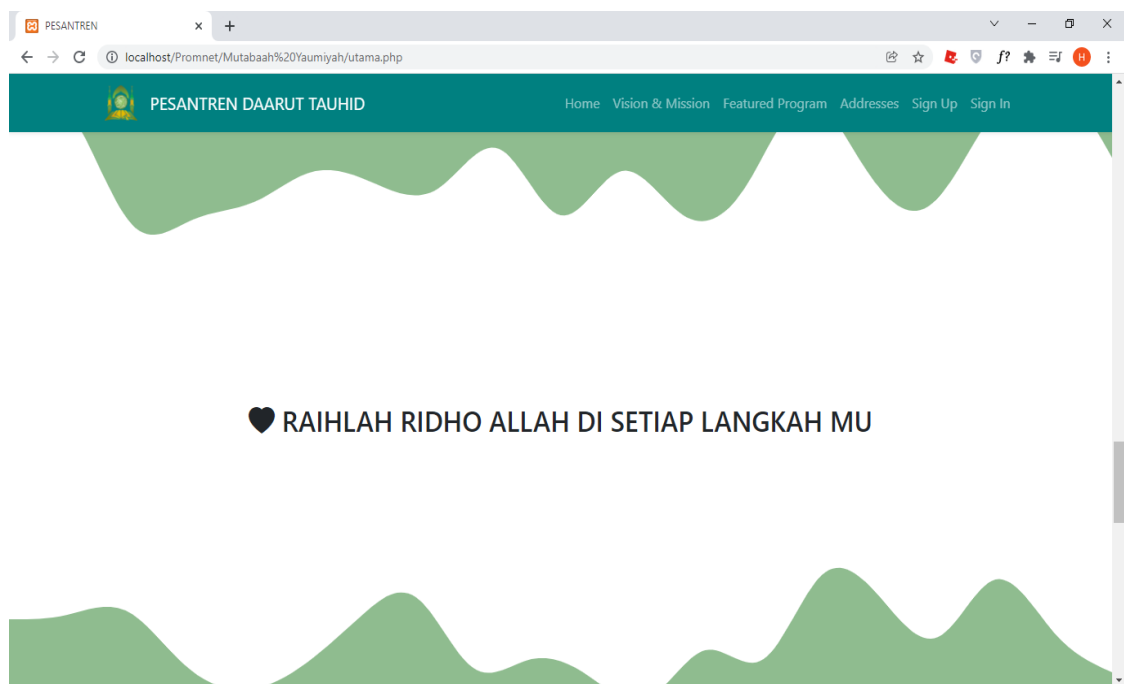 PESANTREN
localhost/Promnet/Mutabaah%20Yaumiyah/utama.php
f?
H
PESANTREN DAARUT TAUHID
Home Vision & Mission Featured Program Addresses Sign Up Sign In
RAIHLAH RIDHO ALLAH DI SETIAP LANGKAH MU